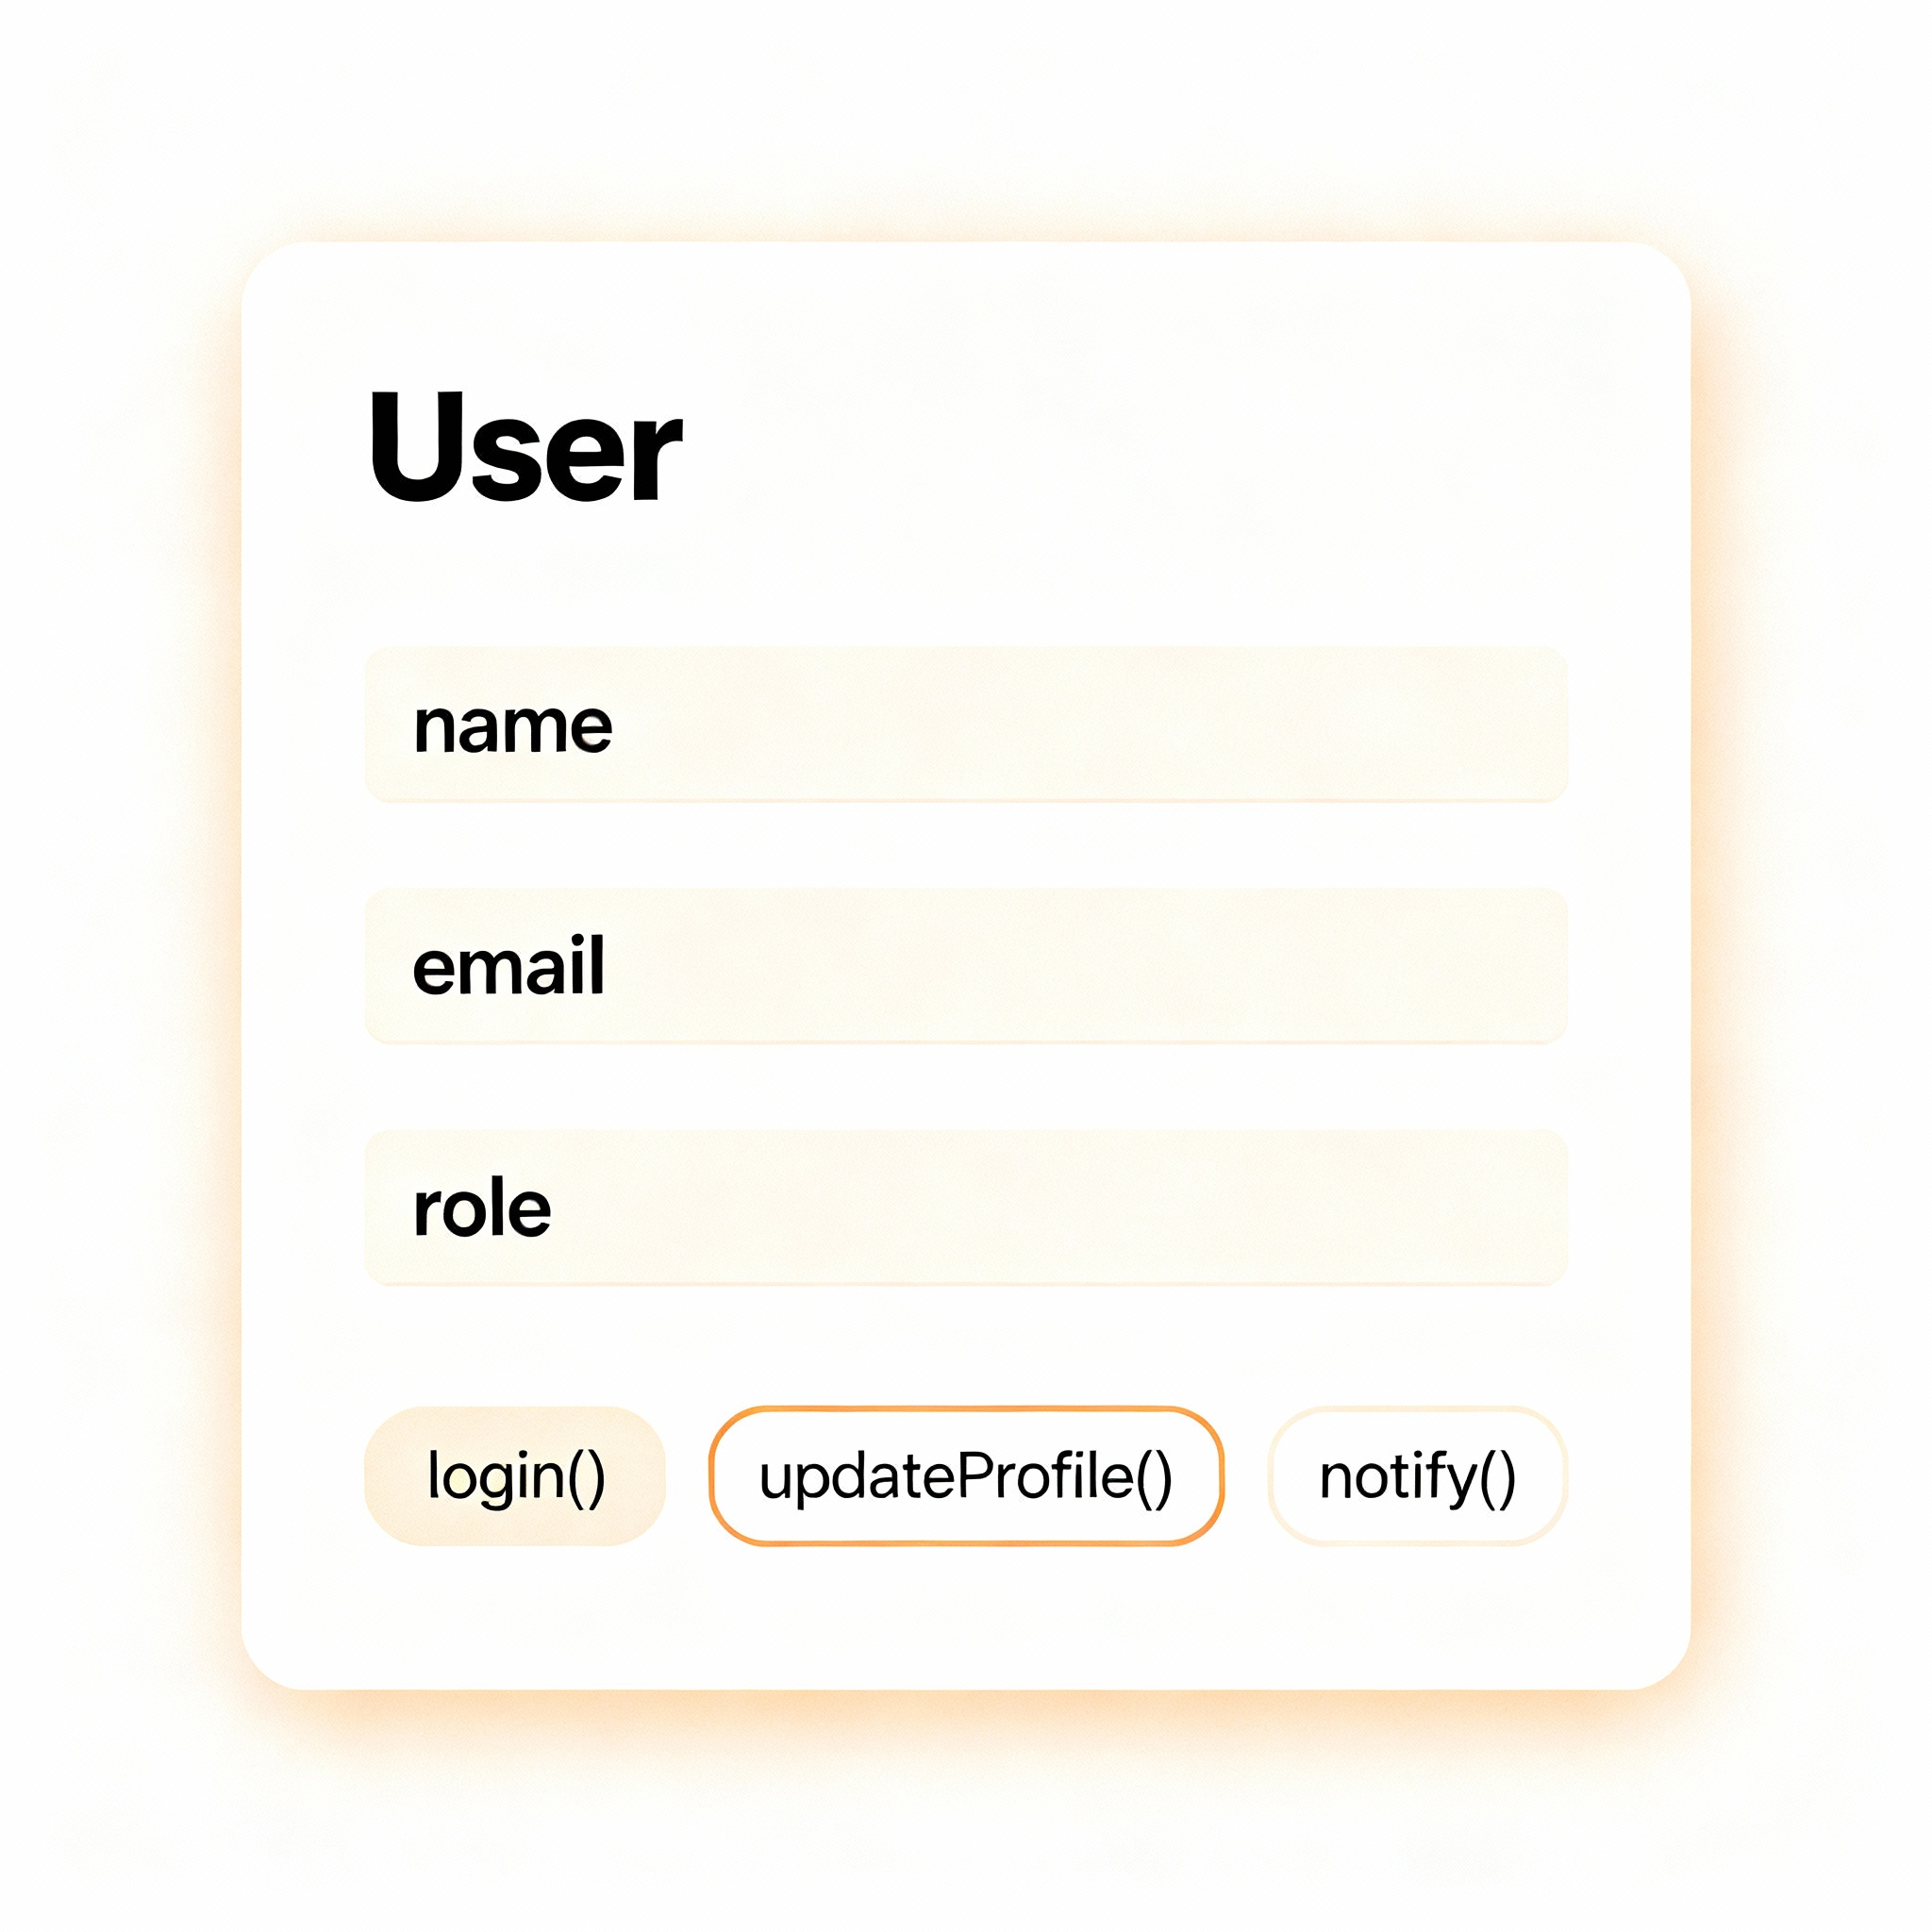 User
name
email
role
login() updateProfile() notify()